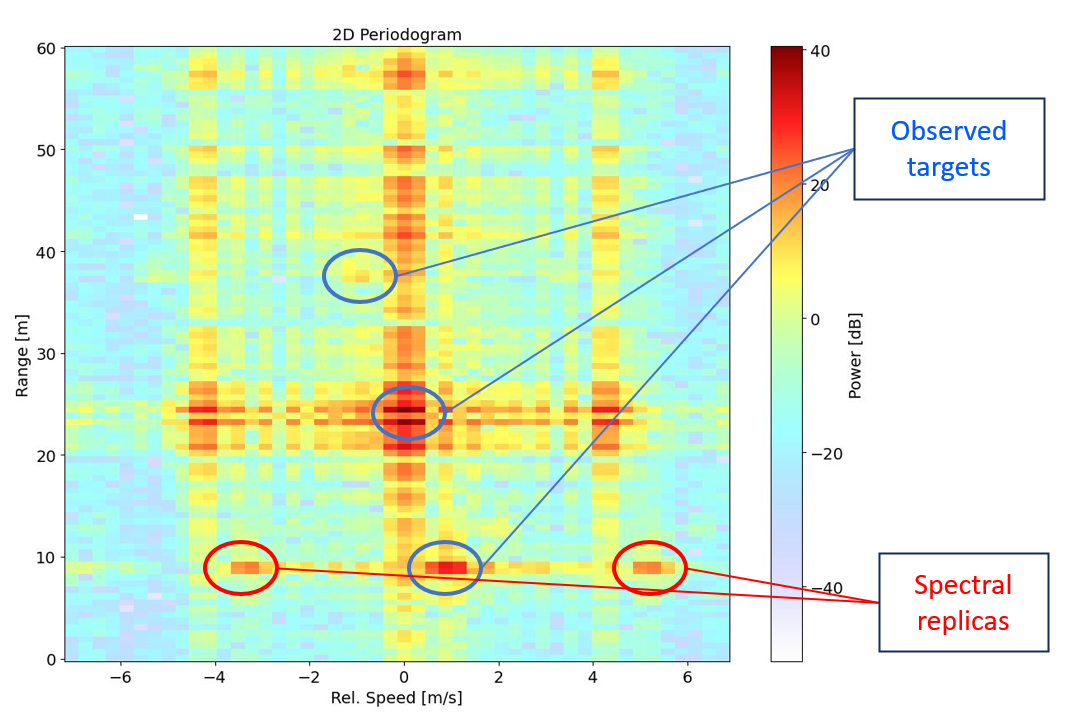 2D Periodogram
60
50
40
30
20
10
0
Range [m]
−6
−4
−2
0
2
4
6
Rel. Speed [m/s]
40
20
0
−20
−40
Power [dB]
Observed
targets
Spectral
replicas